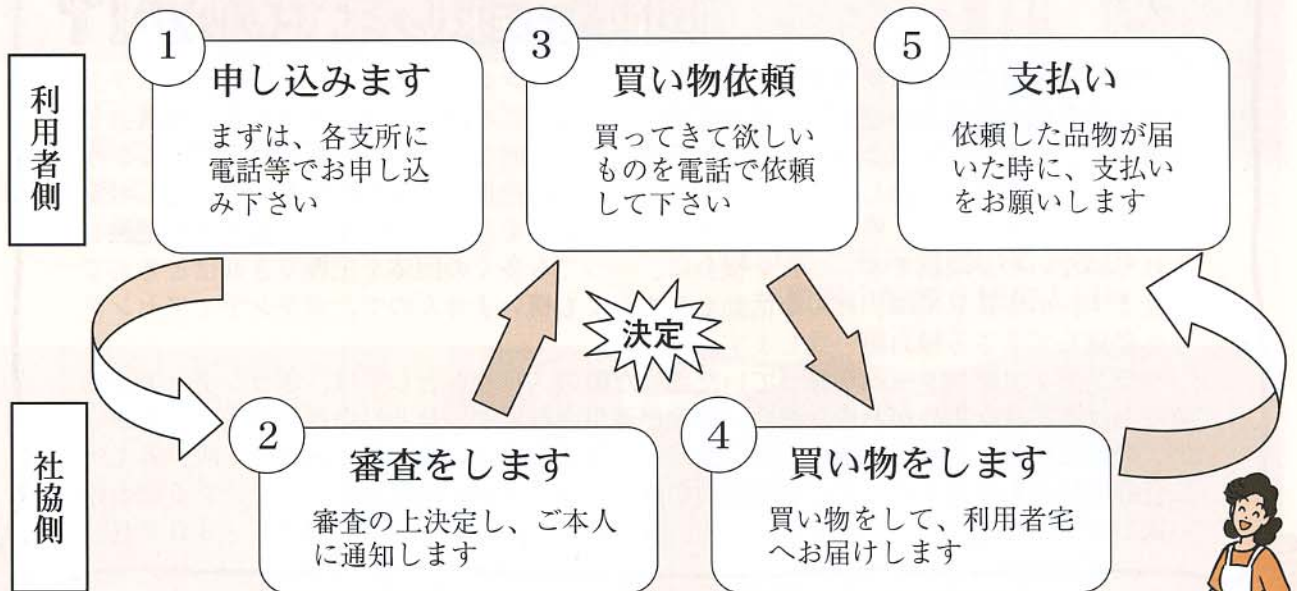 利用者側
1
申し込みます
まずは、各支所に
電話等でお申し込
み下さい
3
買い物依頼
買ってきて欲しい
ものを電話で依頼
して下さい
5
支払い
依頼した品物が届
いた時に、支払い
をお願いします
決定
社協側
2
審査をします
審査の上決定し、ご本人
に通知します
4
買い物をします
買い物をして、利用者宅
へお届けします